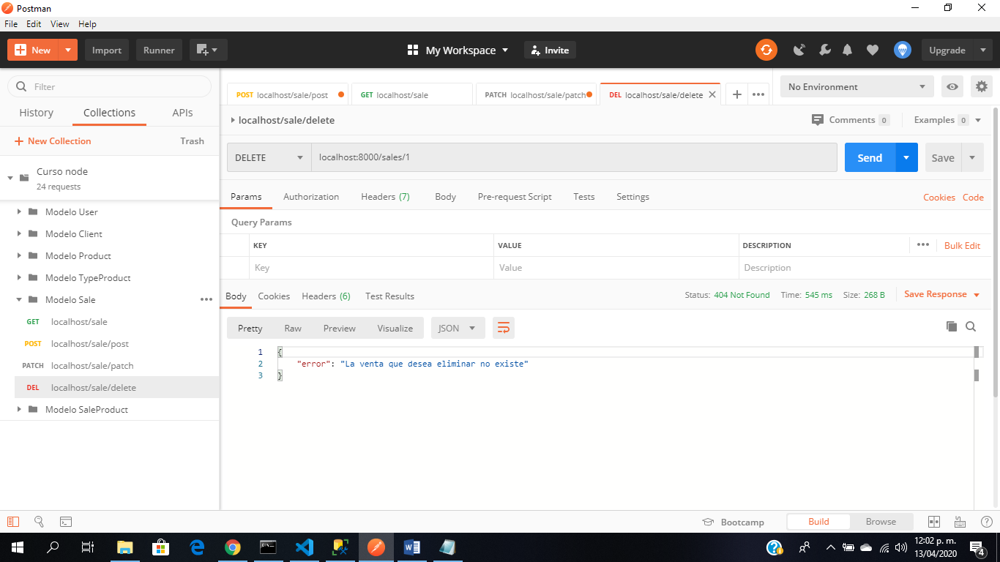 Postman
File Edit View Help
New Import Runner My Workspace Invite Upgrade
Filter
History Collections APIs
New Collection Trash
Curso node
24 requests
Modelo User
Modelo Client
Modelo Product
Modelo TypeProduct
Modelo Sale
GET localhost/sale
POST localhost/sale/post
PATCH localhost/sale/patch
DEL localhost/sale/delete
Modelo SaleProduct
POST localhost/sale/post GET localhost/sale PATCH localhost/sale/patch DEL localhost/sale/delete No Environment
localhost/sale/delete Comments 0 Examples 0
DELETE localhost:8000/sales/1 Send Save
Params Authorization Headers (7) Body Pre-request Script Tests Settings Cookies Code
Query Params
KEY VALUE DESCRIPTION Bulk Edit
Key Value Description
Body Cookies Headers (6) Test Results Status: 404 Not Found Time: 545 ms Size: 268 B Save Response
Pretty Raw Preview Visualize JSON
1 {
2 "error": "La venta que desea eliminar no existe"
3 }
Bootcamp Build Browse
12:02 p. m.
13/04/2020
4